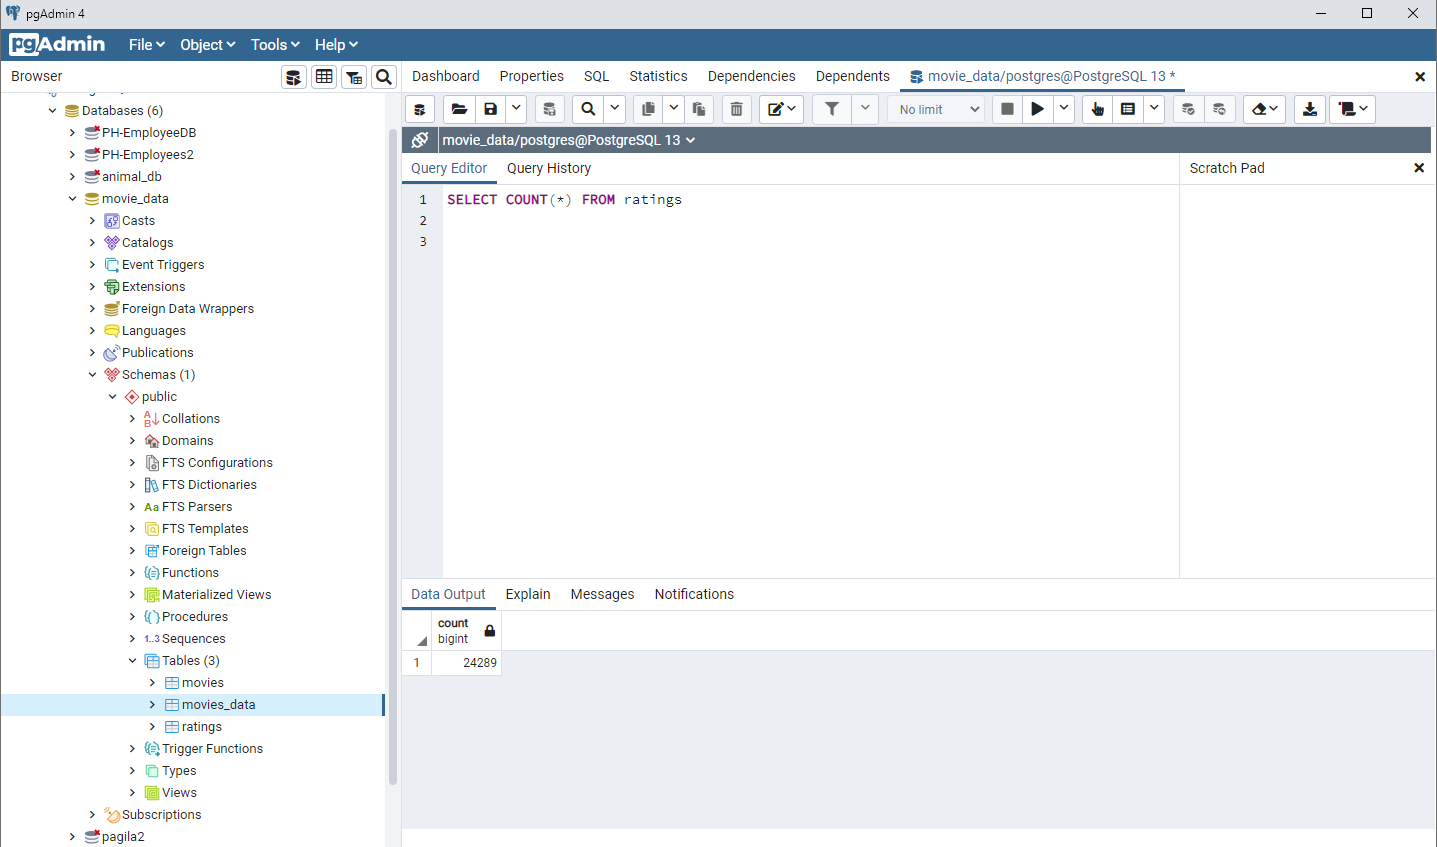 pgAdmin 4
pgAdmin File Object Tools Help
Browser
Dashboard Properties SQL Statistics Dependencies Dependents movie_data/postgres@PostgreSQL 13 *
No limit
movie_data/postgres@PostgreSQL 13
Query Editor Query History
Scratch Pad
1 SELECT COUNT(*) FROM ratings
2
3
Databases (6)
PH-EmployeeDB
PH-Employees2
animal_db
movie_data
Casts
Catalogs
Event Triggers
Extensions
Foreign Data Wrappers
Languages
Publications
Schemas (1)
public
Collations
Domains
FTS Configurations
FTS Dictionaries
Aa FTS Parsers
FTS Templates
Foreign Tables
Functions
Materialized Views
Procedures
1..3 Sequences
Tables (3)
movies
movies_data
ratings
Trigger Functions
Types
Views
Subscriptions
pagila2
Data Output Explain Messages Notifications
count
bigint
1 24289